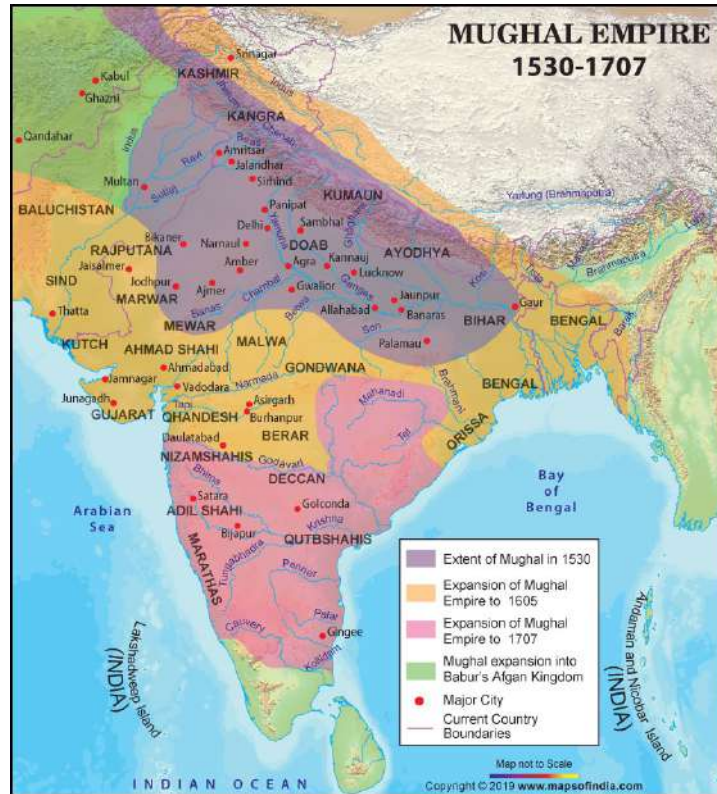 MUGHAL EMPIRE
1530-1707
Srinagar
KASHMIR
Kabul
Ghazni
Indus
KANGRA
Jhelum
Chenab
Qandahar
Indus
Ravi
Beas
Amritsar
Jalaridhar
Sirhind
Multan
Sutlaj
KUMAUN
Yarlung (Brahmaputra)
BALUCHISTAN
Panipat
Delhi
Sambhal
Yamuna
RAJPUTANA
Bikaner
Narnaul
DOAB
AYODHYA
Brahmaputra
Jaisalmer
Amber
Agra
Kannauj
Lucknow
Kosi
SIND
Jodhpur
Ajmer
Chambal
Gwalior
Ganges
MARWAR
Thatta
Banas
Betwa
Allahabad
Jaunpur
Banaras
Gaur
MEWAR
Son
BIHAR
BENGAL
Barak
KUTCH
MALWA
Palamau
AHMAD SHAHI
Ahmadabad
GONDWANA
Jamnagar
Vadodara
Narmada
Brahmani
BENGAL
Junagadh
GUJARAT
Tapi
Asirgarh
Mahanadi
QHANDESH
Burhanpur
BERAR
Tel
ORISSA
Daulatabad
NIZAMSHAHIS
Godavari
DECCAN
Bhima
Arabian
Sea
Bay
of
Bengal
Satara
ADIL SHAHI
Golconda
Bijapur
Krishna
QUTBSHAHIS
MARATHAS
Tungabhadra
Penner
Palar
Cauvery
Gingee
Kollidam
Lakshadweep Island
(INDIA)
Andaman and Nicobar Island
(INDIA)
Extent of Mughal in 1530
Expansion of Mughal
Empire to 1605
Expansion of Mughal
Empire to 1707
Mughal expansion into
Babur's Afgan Kingdom
Major City
Current Country
Boundaries
Map not to Scale
INDIAN OCEAN
Copyright © 2019 www.mapsofindia.com